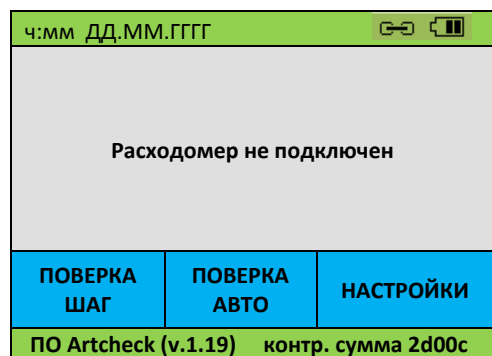 ч:мм ДД.ММ.ГГГГ
Расходомер не подключен
ПОВЕРКА ШАГ
ПОВЕРКА АВТО
НАСТРОЙКИ
ПО Artcheck (v.1.19) контр. сумма 2d00c